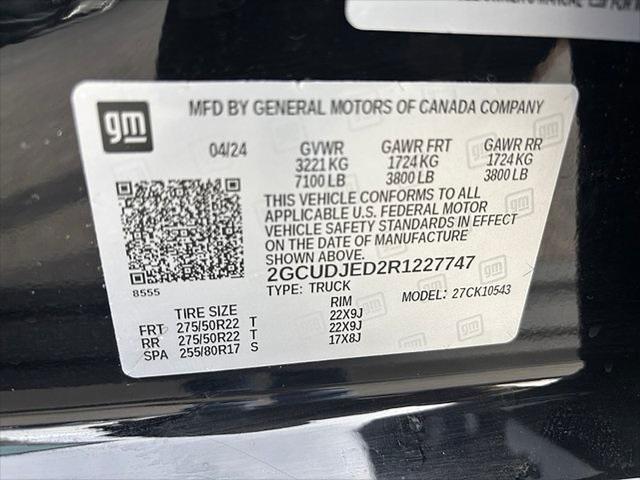 gm
MFD BY GENERAL MOTORS OF CANADA COMPANY
04/24 GVWR GAWR FRT GAWR RR
3221 KG 1724 KG 1724 KG
7100 LB 3800 LB 3800 LB
THIS VEHICLE CONFORMS TO ALL
APPLICABLE U.S. FEDERAL MOTOR
VEHICLE SAFETY STANDARDS IN EFFECT
ON THE DATE OF MANUFACTURE
SHOWN ABOVE.
2GCUDJED2R1227747
8555
TYPE: TRUCK MODEL: 27CK10543
TIRE SIZE RIM
FRT 275/50R22 T 22X9J
RR 275/50R22 T 22X9J
SPA 255/80R17 S 17X8J